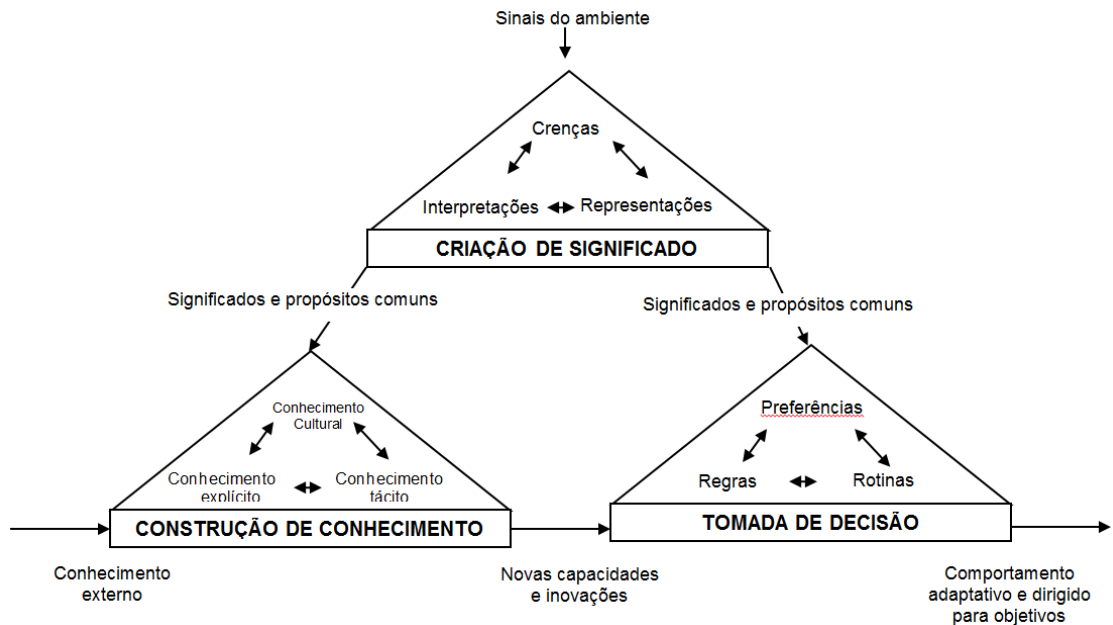 Sinais do ambiente
Crenças
Interpretações
Representações
CRIAÇÃO DE SIGNIFICADO
Significados e propósitos comuns
Significados e propósitos comuns
Conhecimento
Cultural
Conhecimento
explícito
Conhecimento
tácito
CONSTRUÇÃO DE CONHECIMENTO
Preferências
Regras
Rotinas
TOMADA DE DECISÃO
Conhecimento
externo
Novas capacidades
e inovações
Comportamento
adaptativo e dirigido
para objetivos